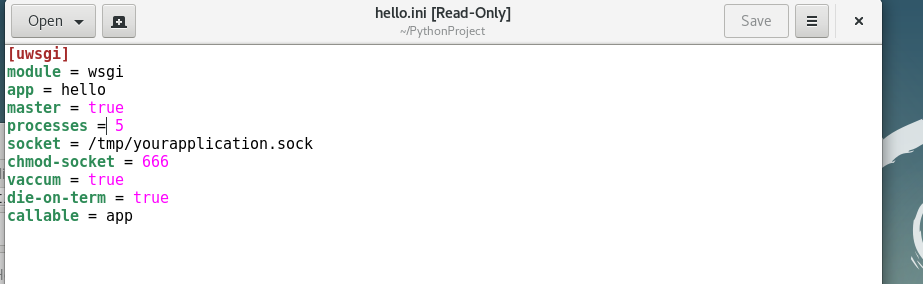 Open
hello.ini [Read-Only]
~/PythonProject
Save
[uwsgi]
module = wsgi
app = hello
master = true
processes = 5
socket = /tmp/yourapplication.sock
chmod-socket = 666
vaccum = true
die-on-term = true
callable = app